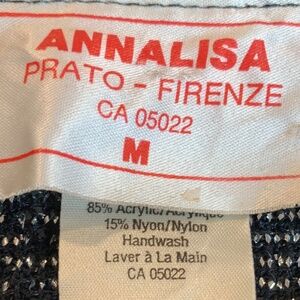 ANNALISA
PRATO - FIRENZE
CA 05022
M
85% Acrylic/Acrylique
15% Nyon/Nylon
Handwash
Laver à La Main
CA 05022